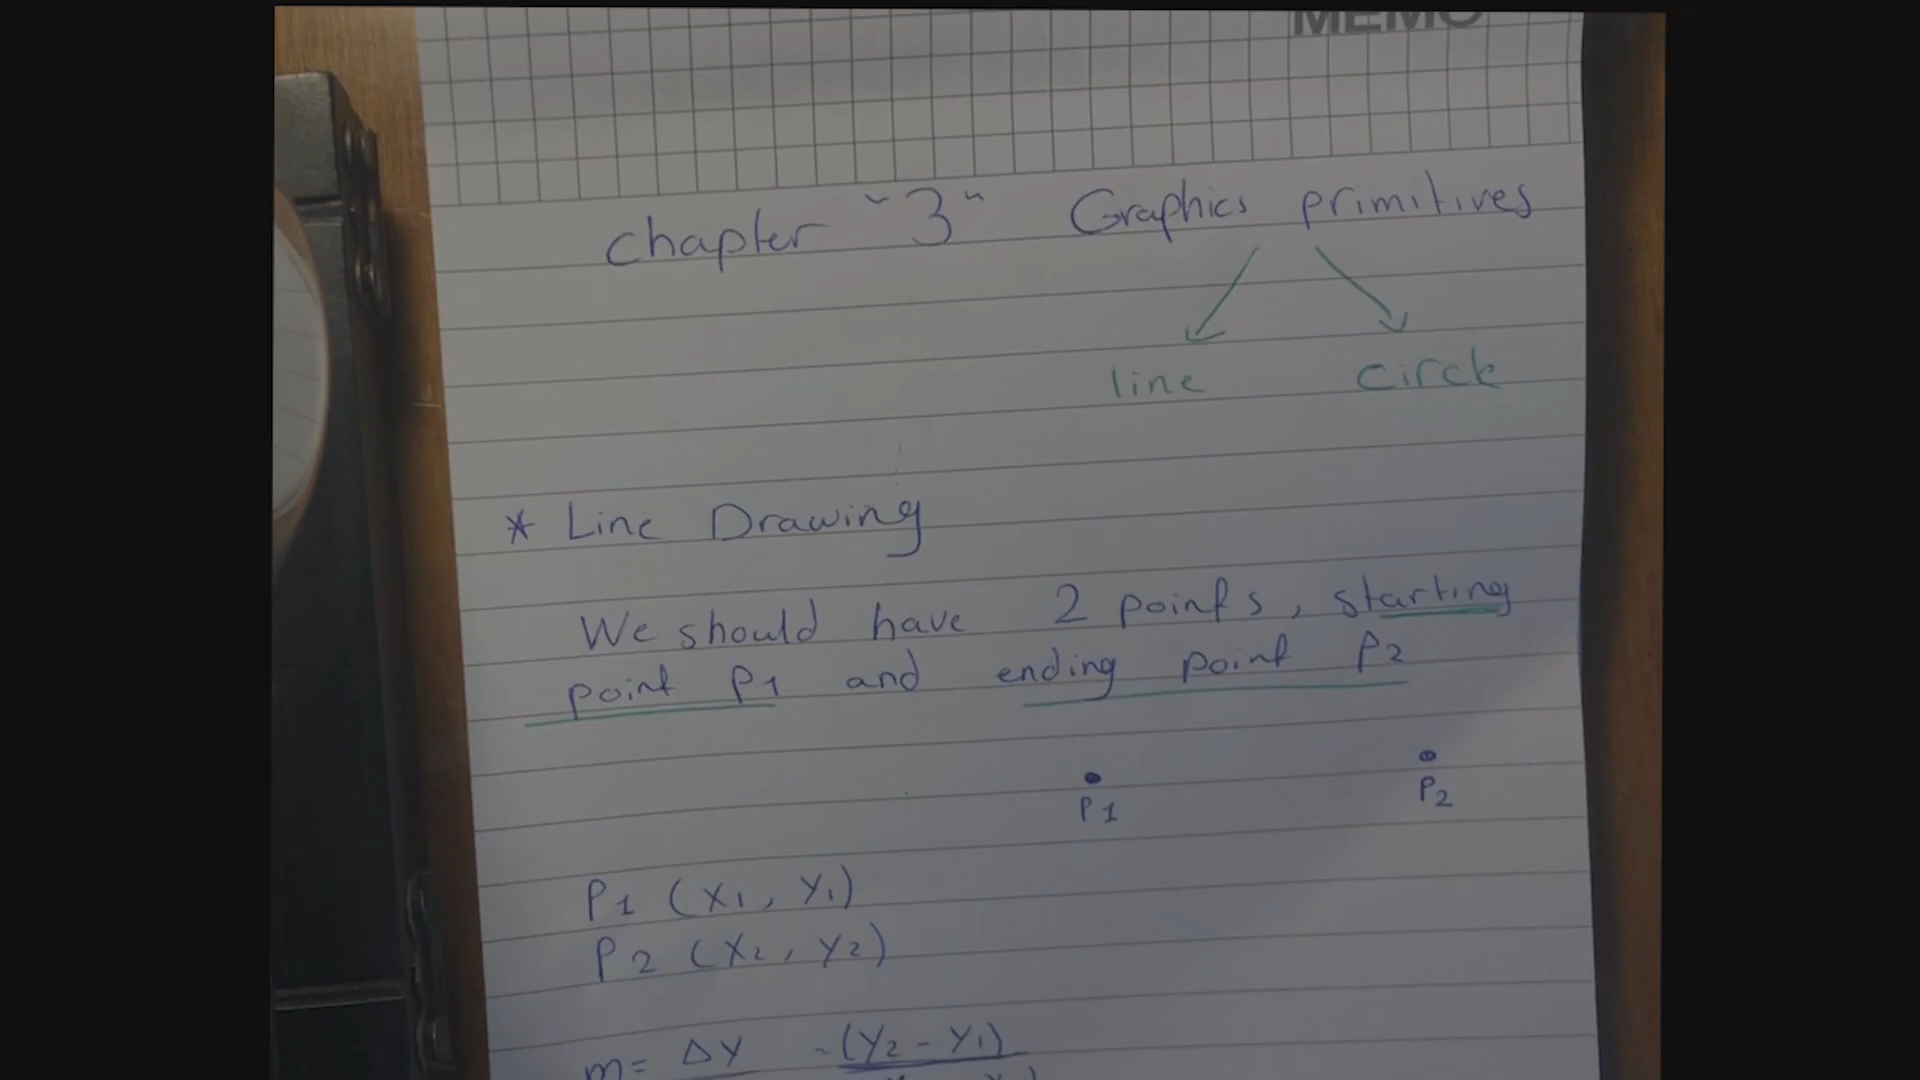 MEMO
chapter "3" Graphics primitives
line circle
* Line Drawing
We should have 2 points, starting
point P1 and ending point P2
P1 P2
P1 (x1, y1)
P2 (x2, y2)
m = Δy = (y2 - y1)